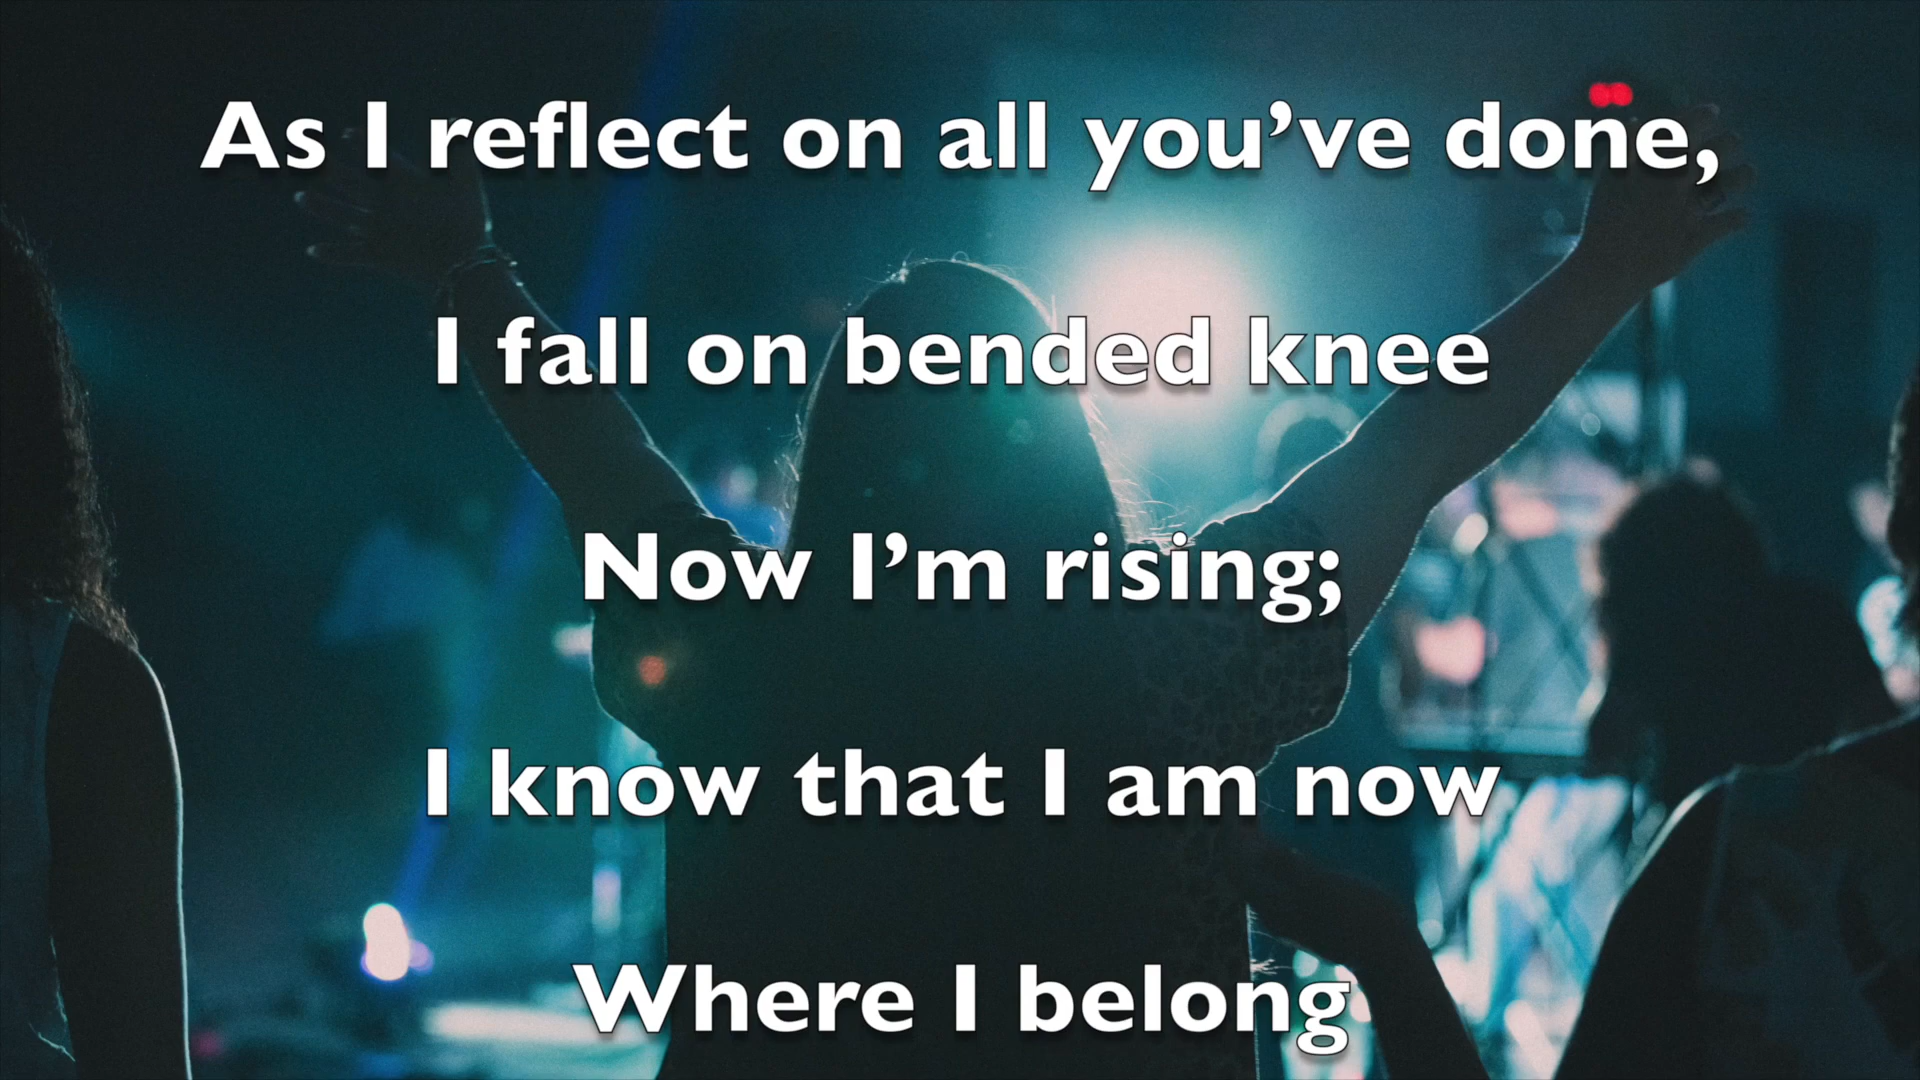 As I reflect on all you’ve done,
I fall on bended knee
Now I’m rising;
I know that I am now
Where I belong